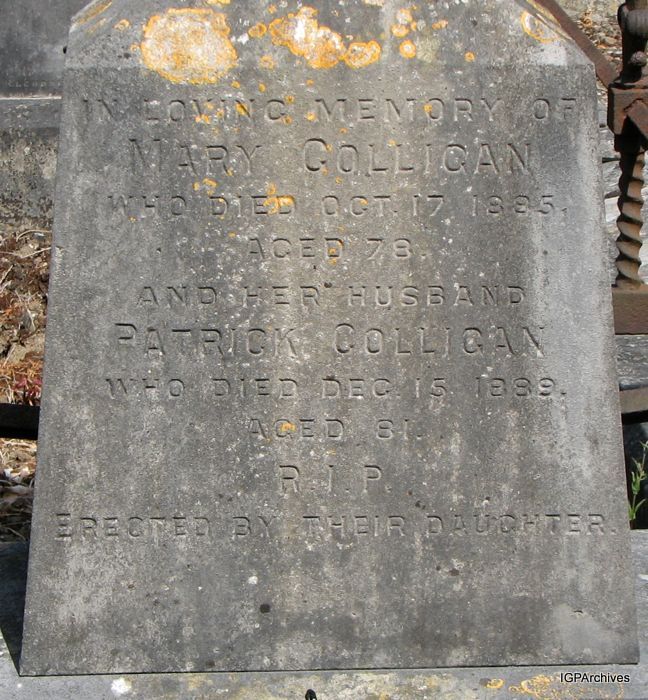 IN LOVING MEMORY OF
MARY COLLIGAN
WHO DIED OCT. 17 1885.
AGED 78.
AND HER HUSBAND
PATRICK COLLIGAN
WHO DIED DEC. 15 1889.
AGED 81.
R.I.P.
ERECTED BY THEIR DAUGHTER.
IGPArchives